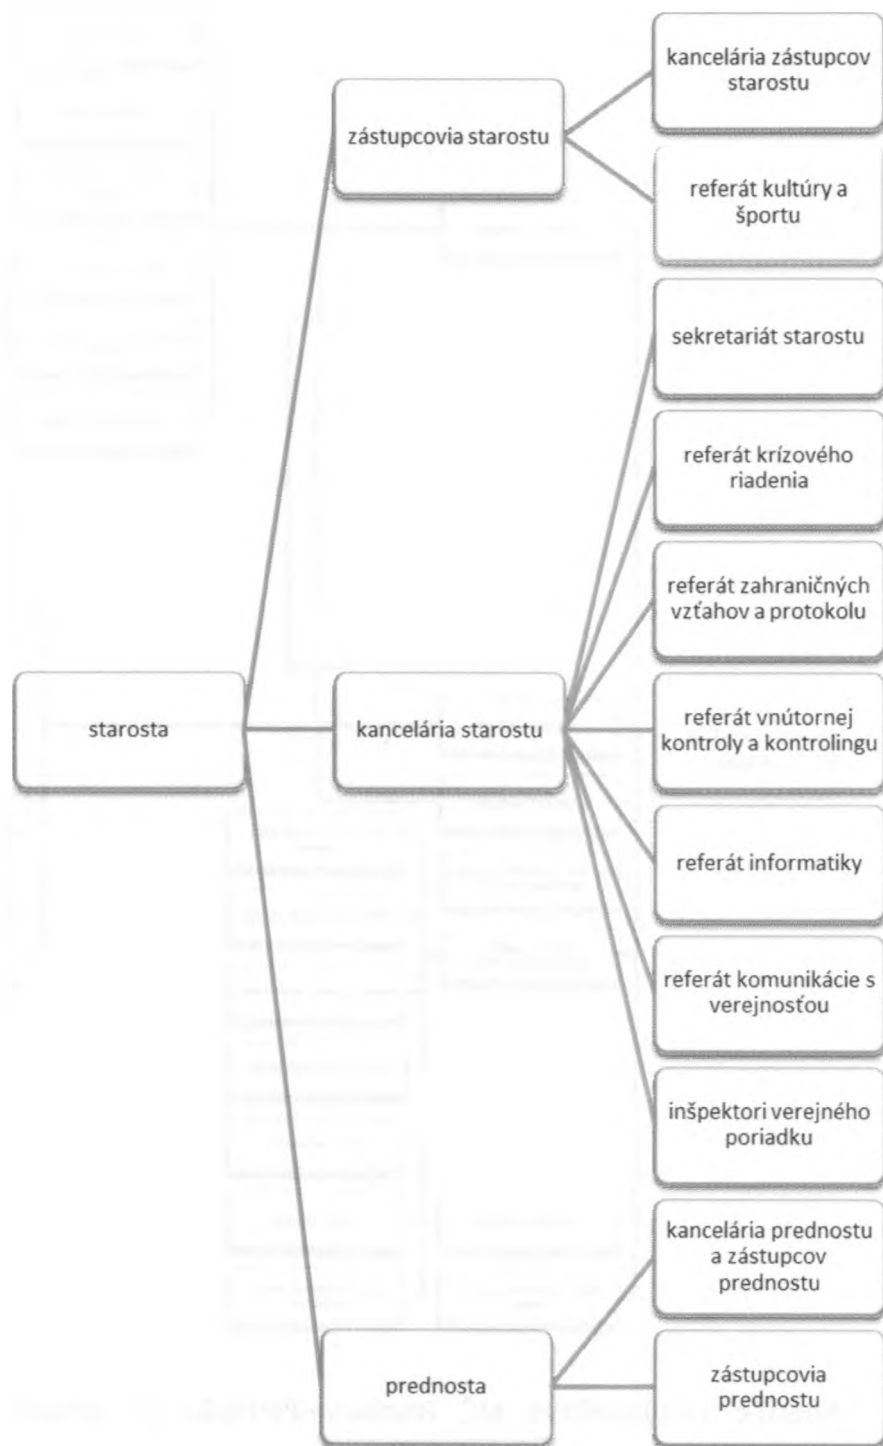 kancelária zástupcov
starostu
zástupcovia starostu
referát kultúry a
športu
sekretariát starostu
referát krízového
riadenia
referát zahraničných
vzťahov a protokolu
starosta
kancelária starostu
referát vnútornej
kontroly a kontrolingu
referát informatiky
referát komunikácie s
verejnosťou
inšpektori verejného
poriadku
kancelária prednostu
a zástupcov
prednostu
prednosta
zástupcovia
prednostu